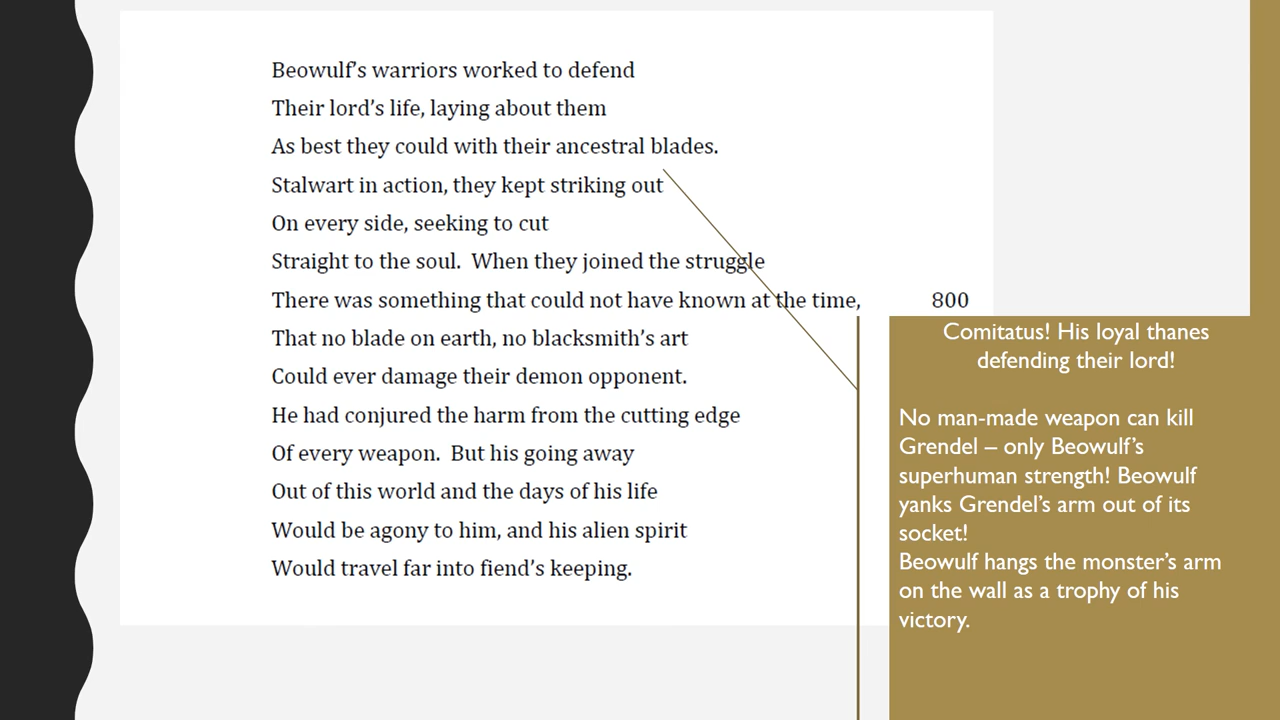 Beowulf’s warriors worked to defend
Their lord’s life, laying about them
As best they could with their ancestral blades.
Stalwart in action, they kept striking out
On every side, seeking to cut
Straight to the soul.  When they joined the struggle
There was something that could not have known at the time, 800
That no blade on earth, no blacksmith’s art
Could ever damage their demon opponent.
He had conjured the harm from the cutting edge
Of every weapon.  But his going away
Out of this world and the days of his life
Would be agony to him, and his alien spirit
Would travel far into fiend’s keeping.
Comitatus! His loyal thanes
defending their lord!
No man-made weapon can kill
Grendel – only Beowulf’s
superhuman strength! Beowulf
yanks Grendel’s arm out of its
socket!
Beowulf hangs the monster’s arm
on the wall as a trophy of his
victory.